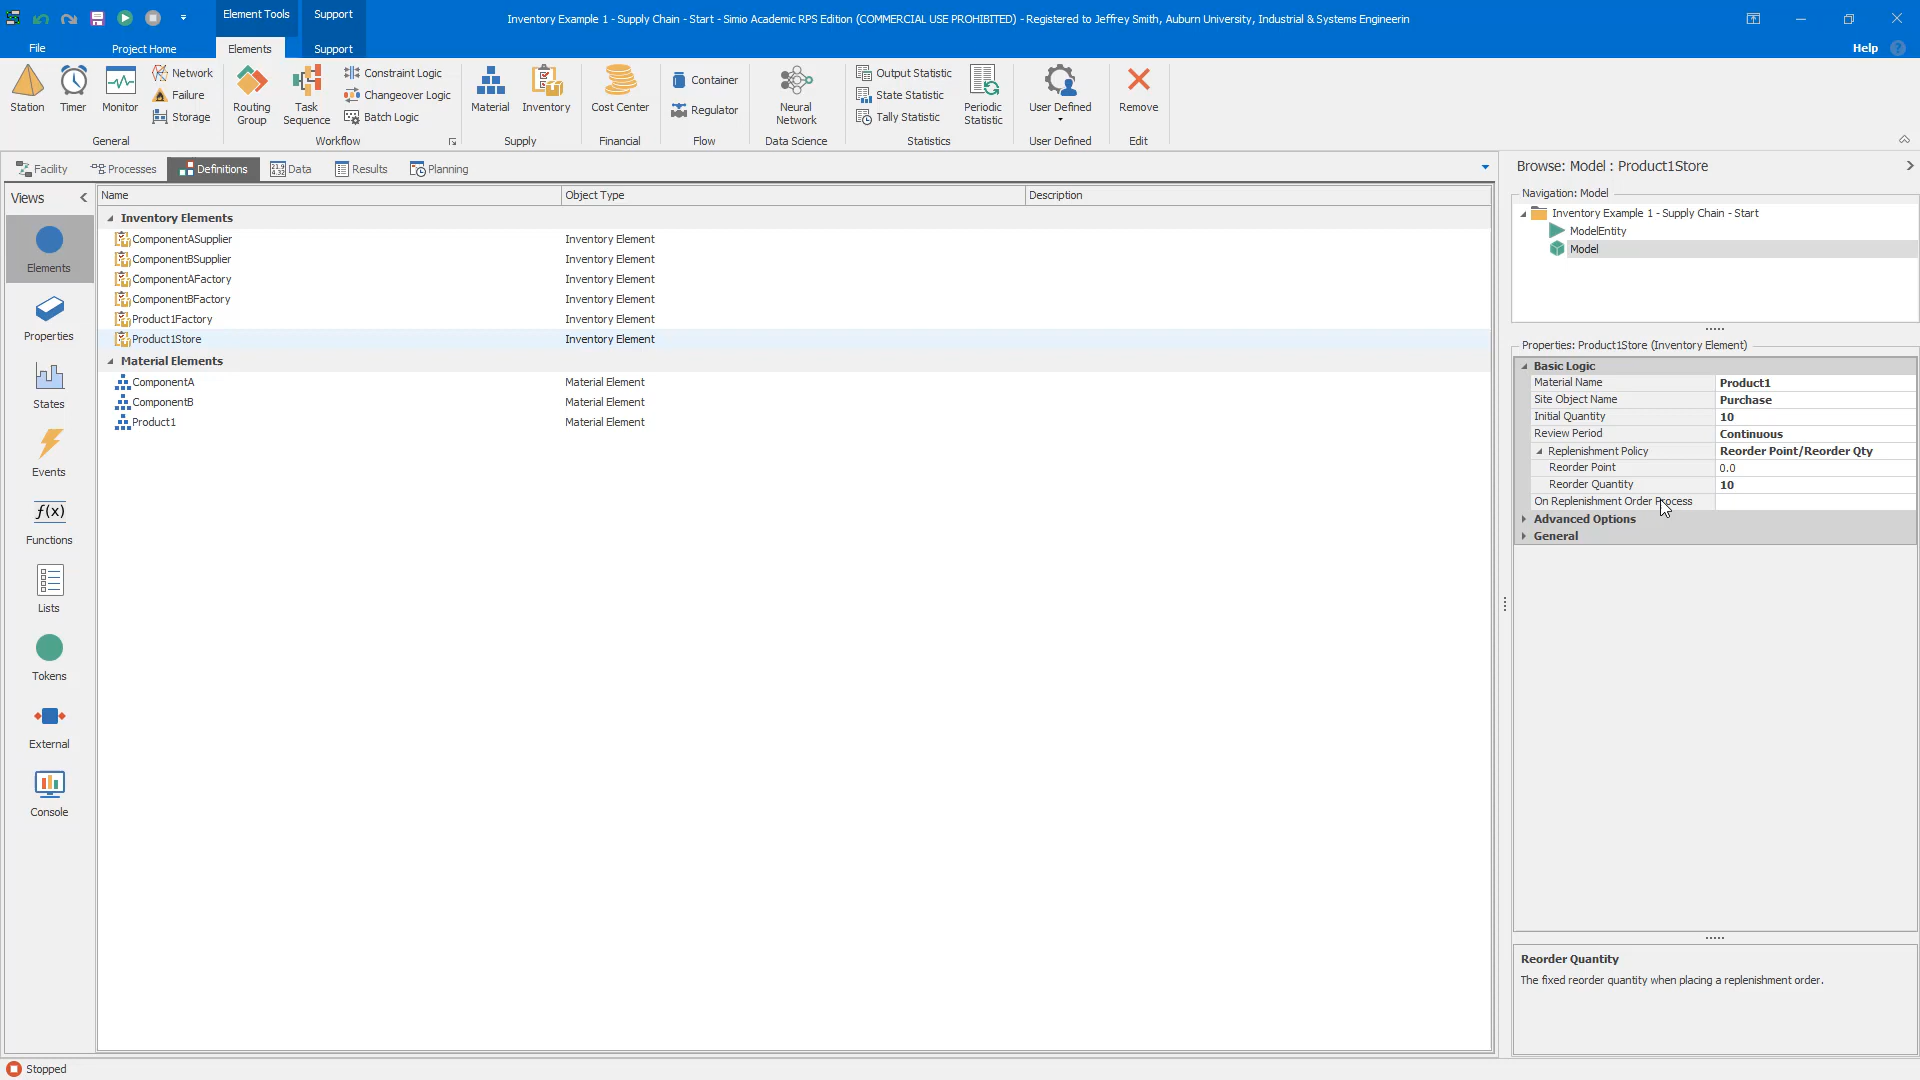 Element Tools
Support
Inventory Example 1 - Supply Chain - Start - Simio Academic RPS Edition (COMMERCIAL USE PROHIBITED) - Registered to Jeffrey Smith, Auburn University, Industrial & Systems Engineerin
File
Project Home
Elements
Support
Help
Station
Timer
Monitor
Network
Failure
Storage
General
Routing Group
Task Sequence
Constraint Logic
Changeover Logic
Batch Logic
Workflow
Material
Inventory
Supply
Cost Center
Financial
Container
Regulator
Flow
Neural Network
Data Science
Output Statistic
State Statistic
Tally Statistic
Periodic Statistic
Statistics
User Defined
User Defined
Remove
Edit
Facility
Processes
Definitions
Data
Results
Planning
Views
Elements
Properties
States
Events
f(x)
Functions
Lists
Tokens
External
Console
Name Object Type Description
Inventory Elements
ComponentASupplier Inventory Element
ComponentBSupplier Inventory Element
ComponentAFactory Inventory Element
ComponentBFactory Inventory Element
Product1Factory Inventory Element
Product1Store Inventory Element
Material Elements
ComponentA Material Element
ComponentB Material Element
Product1 Material Element
Browse: Model : Product1Store
Navigation: Model
Inventory Example 1 - Supply Chain - Start
ModelEntity
Model
Properties: Product1Store (Inventory Element)
Basic Logic
Material Name Product1
Site Object Name Purchase
Initial Quantity 10
Review Period Continuous
Replenishment Policy Reorder Point/Reorder Qty
Reorder Point 0.0
Reorder Quantity 10
On Replenishment Order Process
Advanced Options
General
Reorder Quantity
The fixed reorder quantity when placing a replenishment order.
Stopped